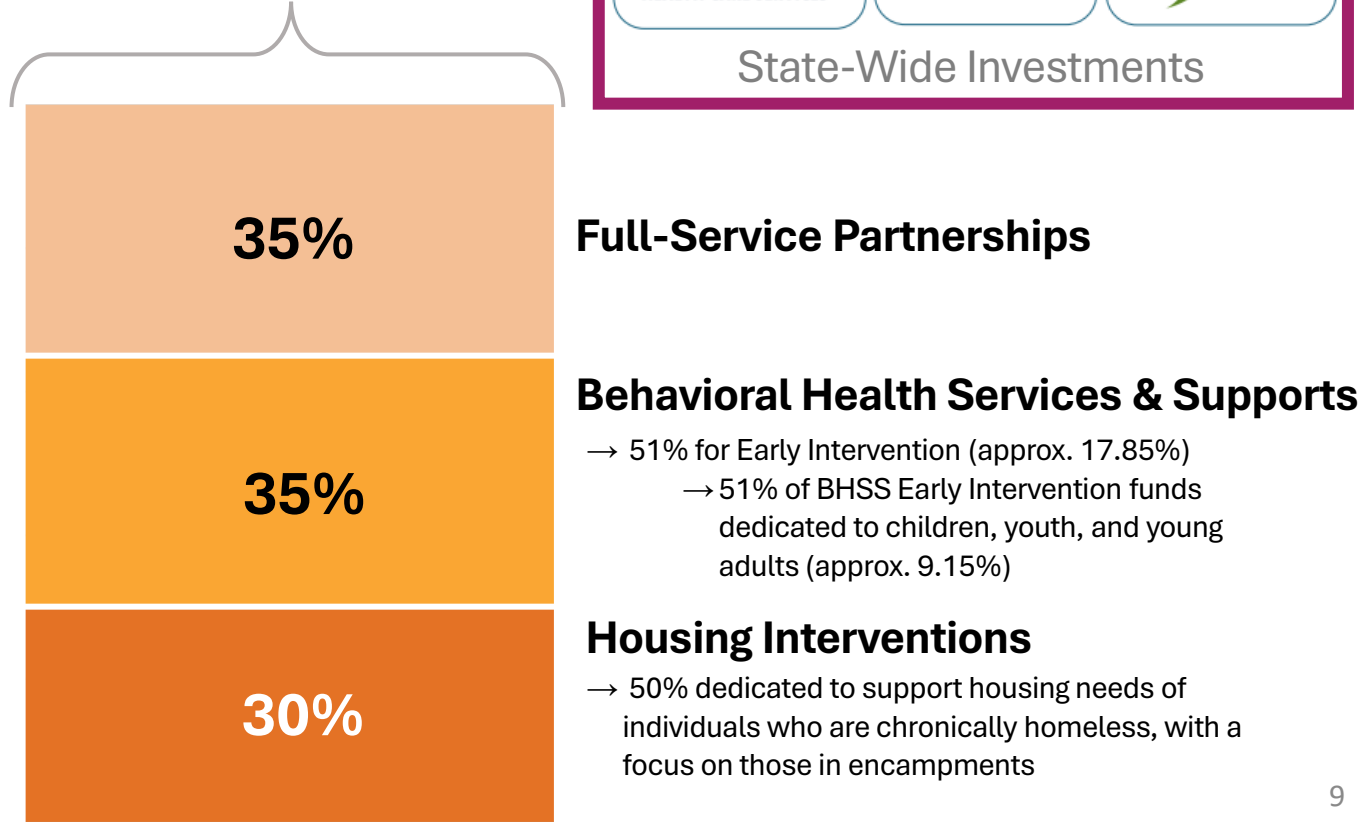 State-Wide Investments
35%
Full-Service Partnerships
35%
Behavioral Health Services & Supports
→ 51% for Early Intervention (approx. 17.85%)
→ 51% of BHSS Early Intervention funds
dedicated to children, youth, and young
adults (approx. 9.15%)
30%
Housing Interventions
→ 50% dedicated to support housing needs of
individuals who are chronically homeless, with a
focus on those in encampments
9